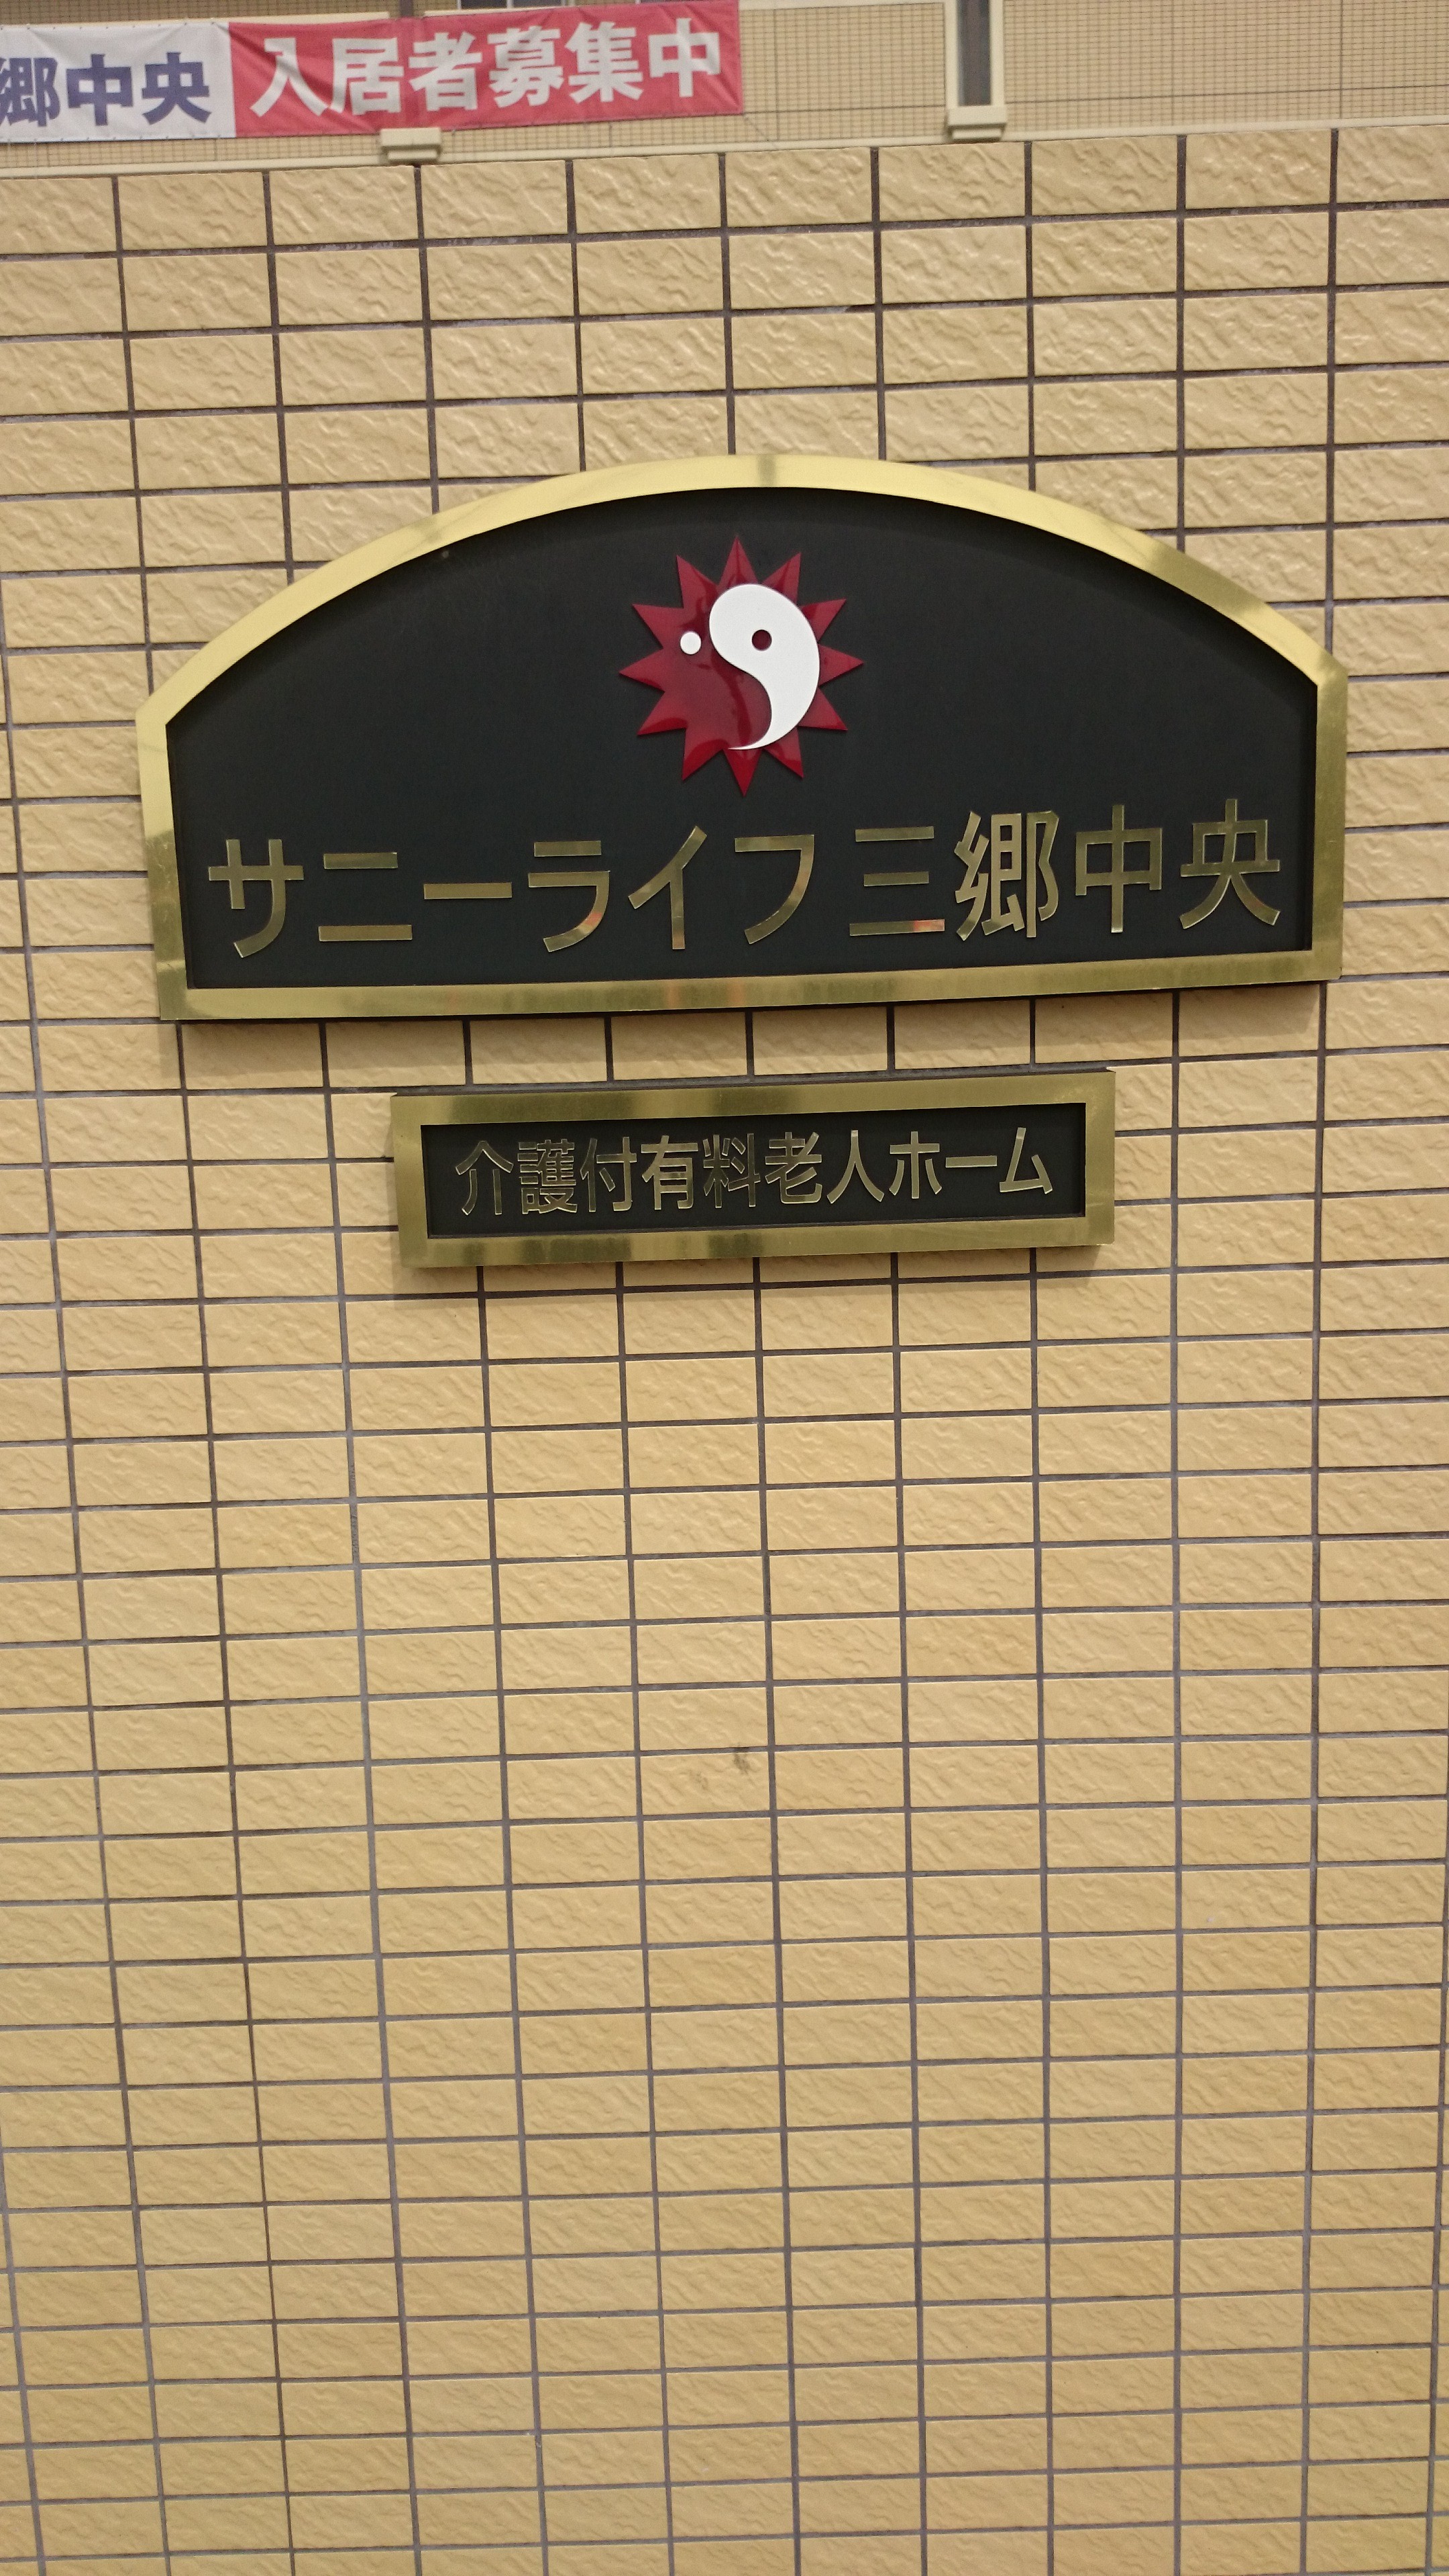 郷中央 入居者募集中
サニーライフ三郷中央
介護付有料老人ホーム